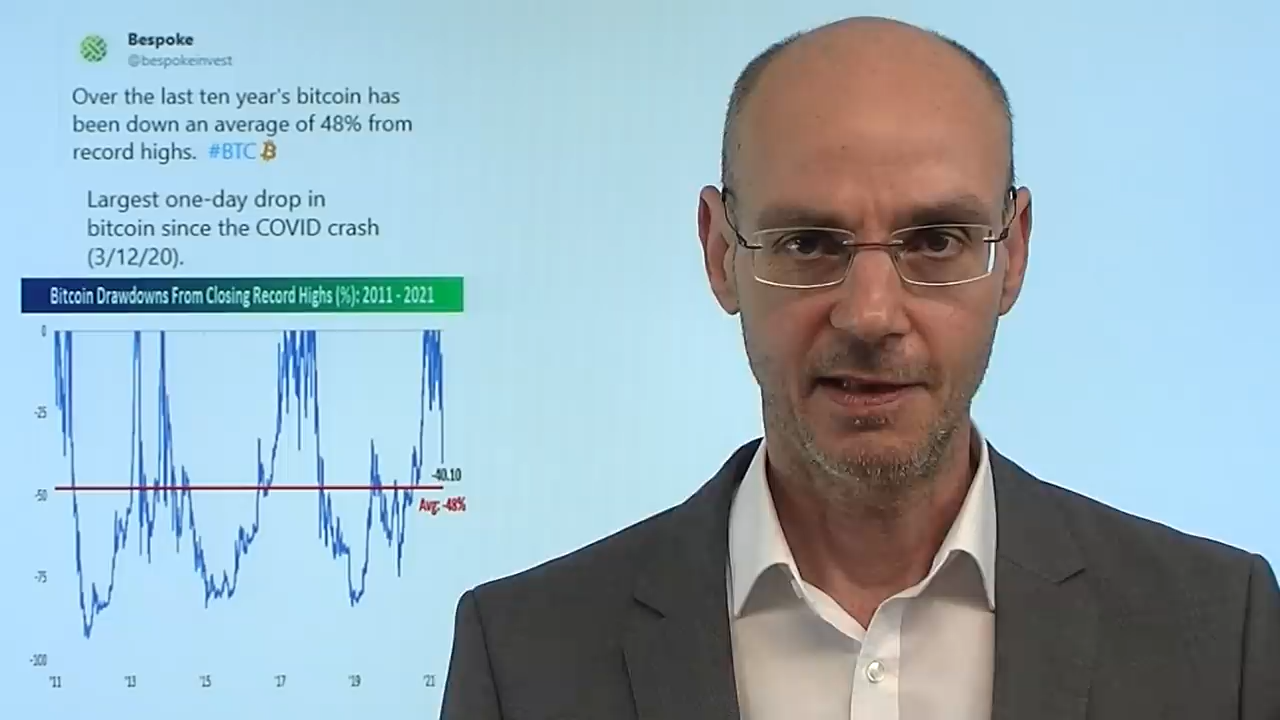 Bespoke
@bespokeinvest
Over the last ten year's bitcoin has
been down an average of 48% from
record highs. #BTC
Largest one-day drop in
bitcoin since the COVID crash
(3/12/20).
Bitcoin Drawdowns From Closing Record Highs (%): 2011 - 2021
0
-25
-50
-75
-100
-40.10
Avg: -48%
'11 '13 '15 '17 '19 '21